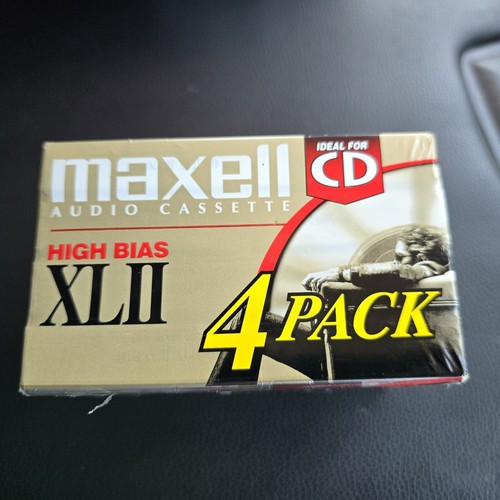 maxell
IDEAL FOR
CD
AUDIO CASSETTE
HIGH BIAS
XLII
4 PACK